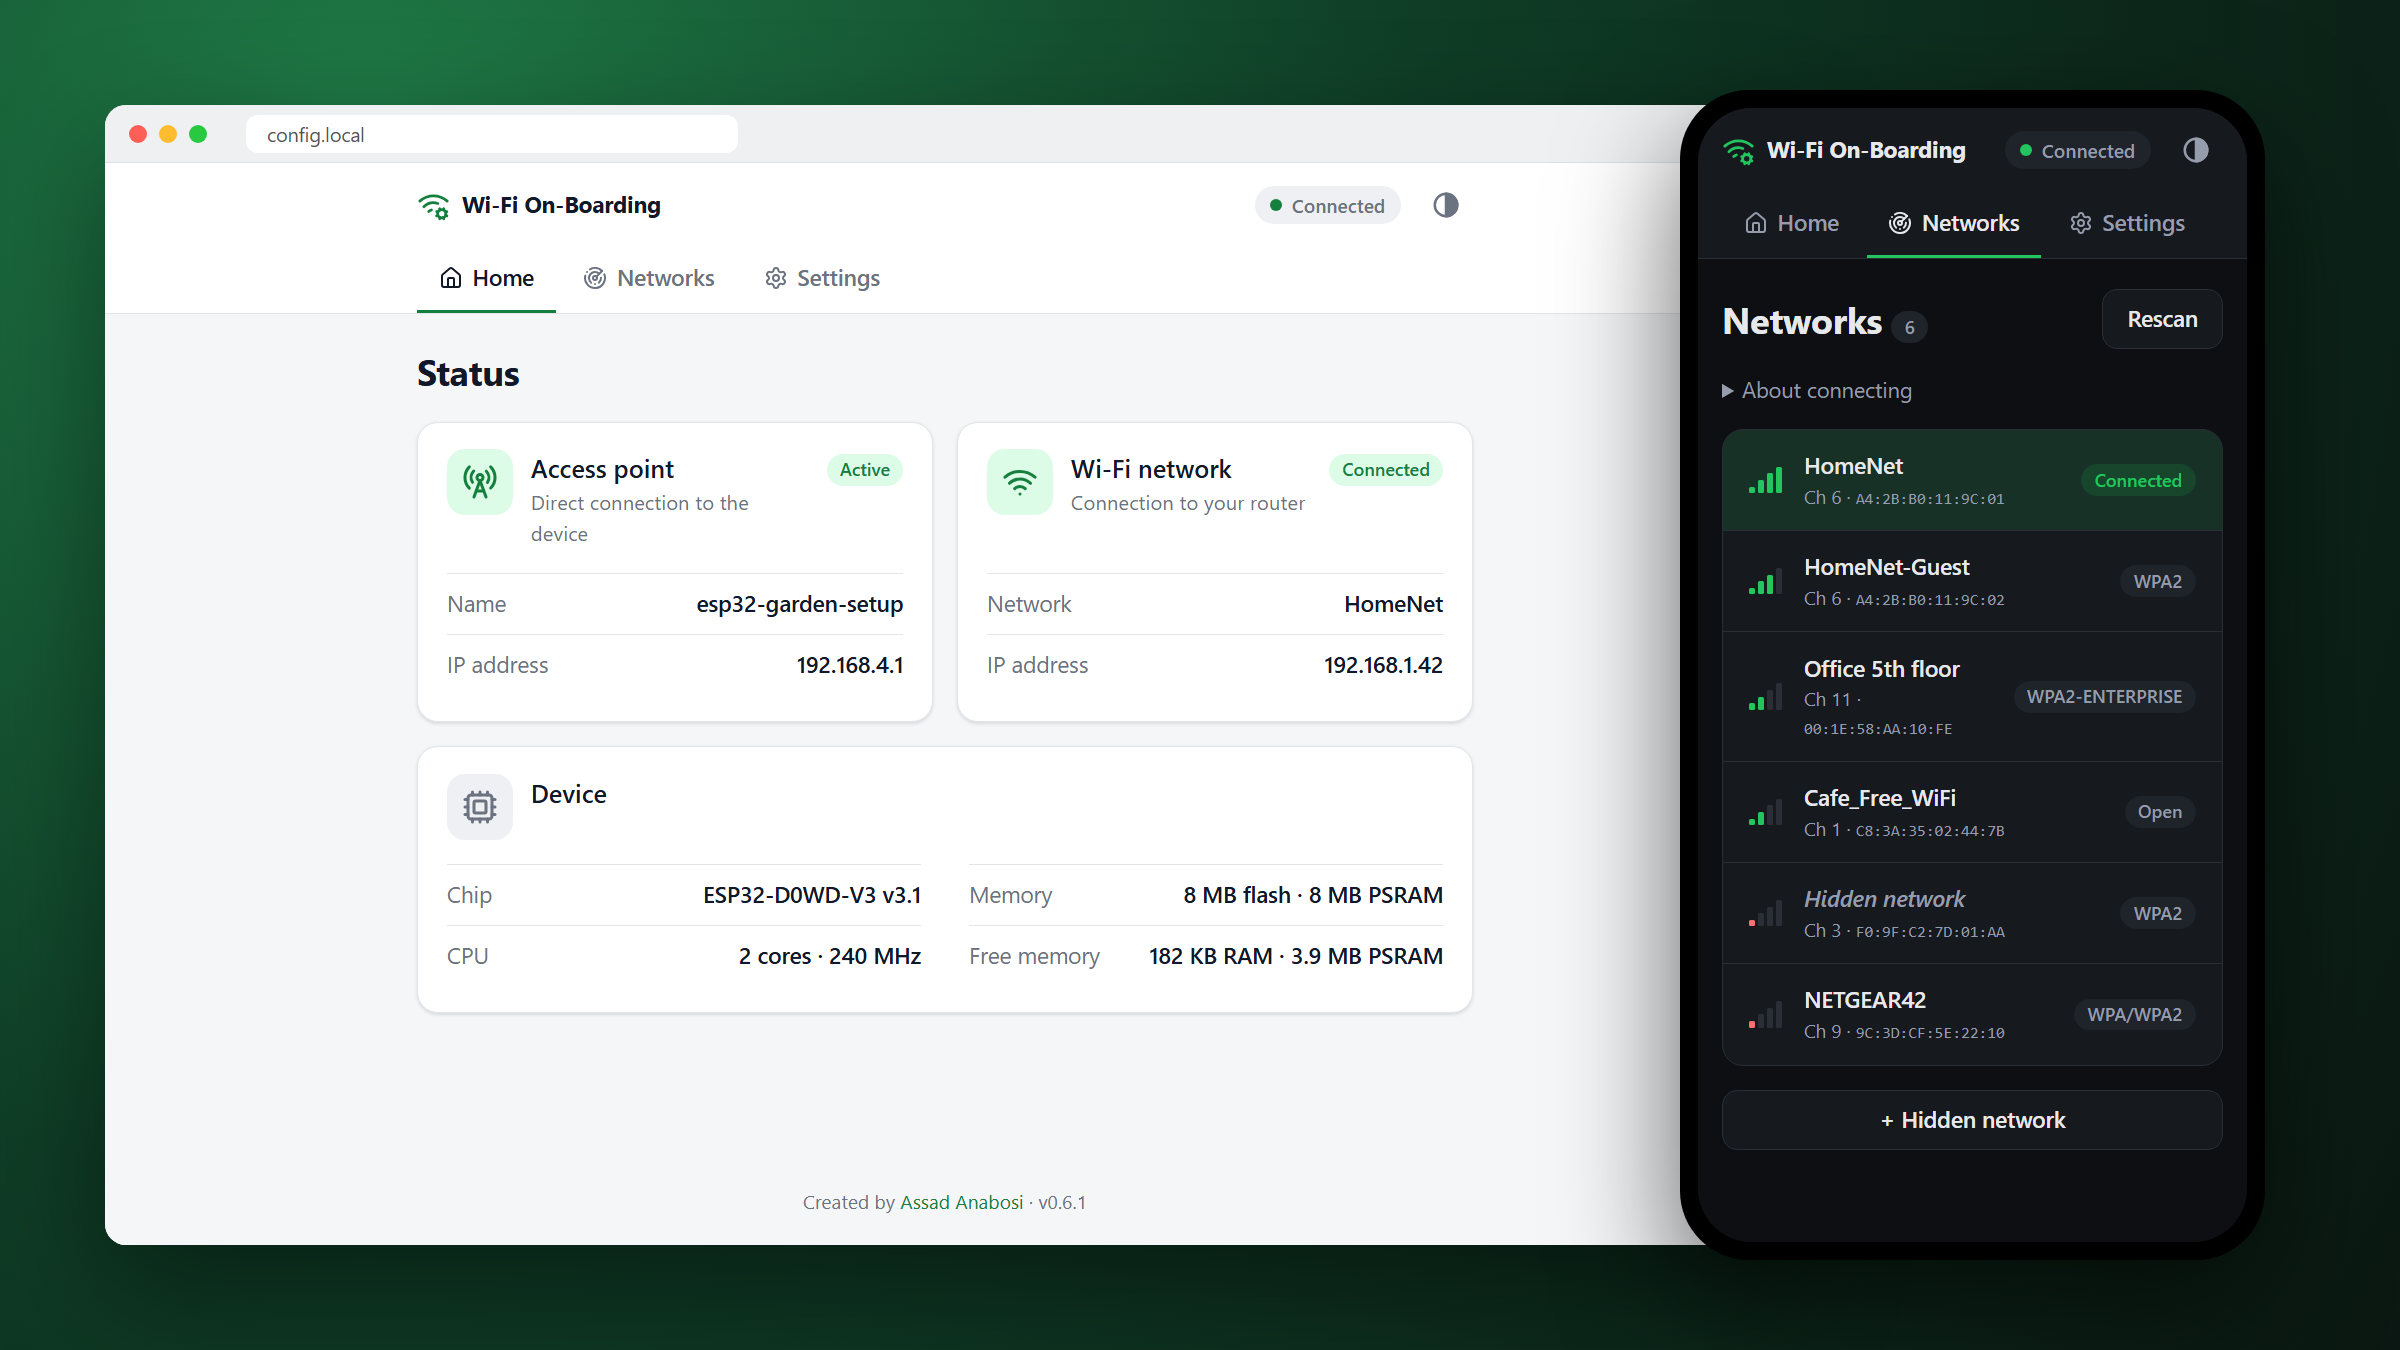 config.local
Wi-Fi On-Boarding
Connected
Home
Networks
Settings
Status
Access point
Active
Direct connection to the
device
Name
esp32-garden-setup
IP address
192.168.4.1
Wi-Fi network
Connected
Connection to your router
Network
HomeNet
IP address
192.168.1.42
Device
Chip
ESP32-D0WD-V3 v3.1
CPU
2 cores · 240 MHz
Memory
8 MB flash · 8 MB PSRAM
Free memory
182 KB RAM · 3.9 MB PSRAM
Created by Assad Anabosi · v0.6.1
Wi-Fi On-Boarding
Connected
Home
Networks
Settings
Networks 6
Rescan
▶ About connecting
HomeNet
Ch 6 · A4:2B:B0:11:9C:01
Connected
HomeNet-Guest
Ch 6 · A4:2B:B0:11:9C:02
WPA2
Office 5th floor
Ch 11 ·
00:1E:58:AA:10:FE
WPA2-ENTERPRISE
Cafe_Free_WiFi
Ch 1 · C8:3A:35:02:44:7B
Open
Hidden network
Ch 3 · F0:9F:C2:7D:01:AA
WPA2
NETGEAR42
Ch 9 · 9C:3D:CF:5E:22:10
WPA/WPA2
+ Hidden network